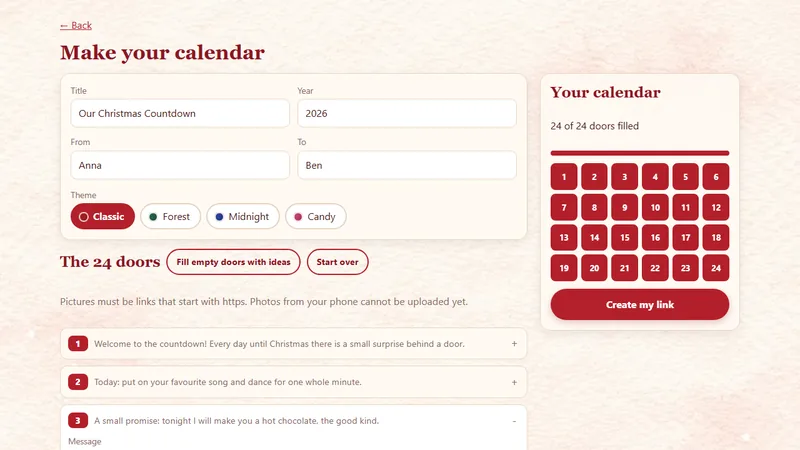 ← Back
Make your calendar
Title
Year
Our Christmas Countdown
2026
From
To
Anna
Ben
Theme
Classic
Forest
Midnight
Candy
The 24 doors
Fill empty doors with ideas
Start over
Pictures must be links that start with https. Photos from your phone cannot be uploaded yet.
1 Welcome to the countdown! Every day until Christmas there is a small surprise behind a door. +
2 Today: put on your favourite song and dance for one whole minute. +
3 A small promise: tonight I will make you a hot chocolate, the good kind. -
Message
Your calendar
24 of 24 doors filled
1 2 3 4 5 6
7 8 9 10 11 12
13 14 15 16 17 18
19 20 21 22 23 24
Create my link